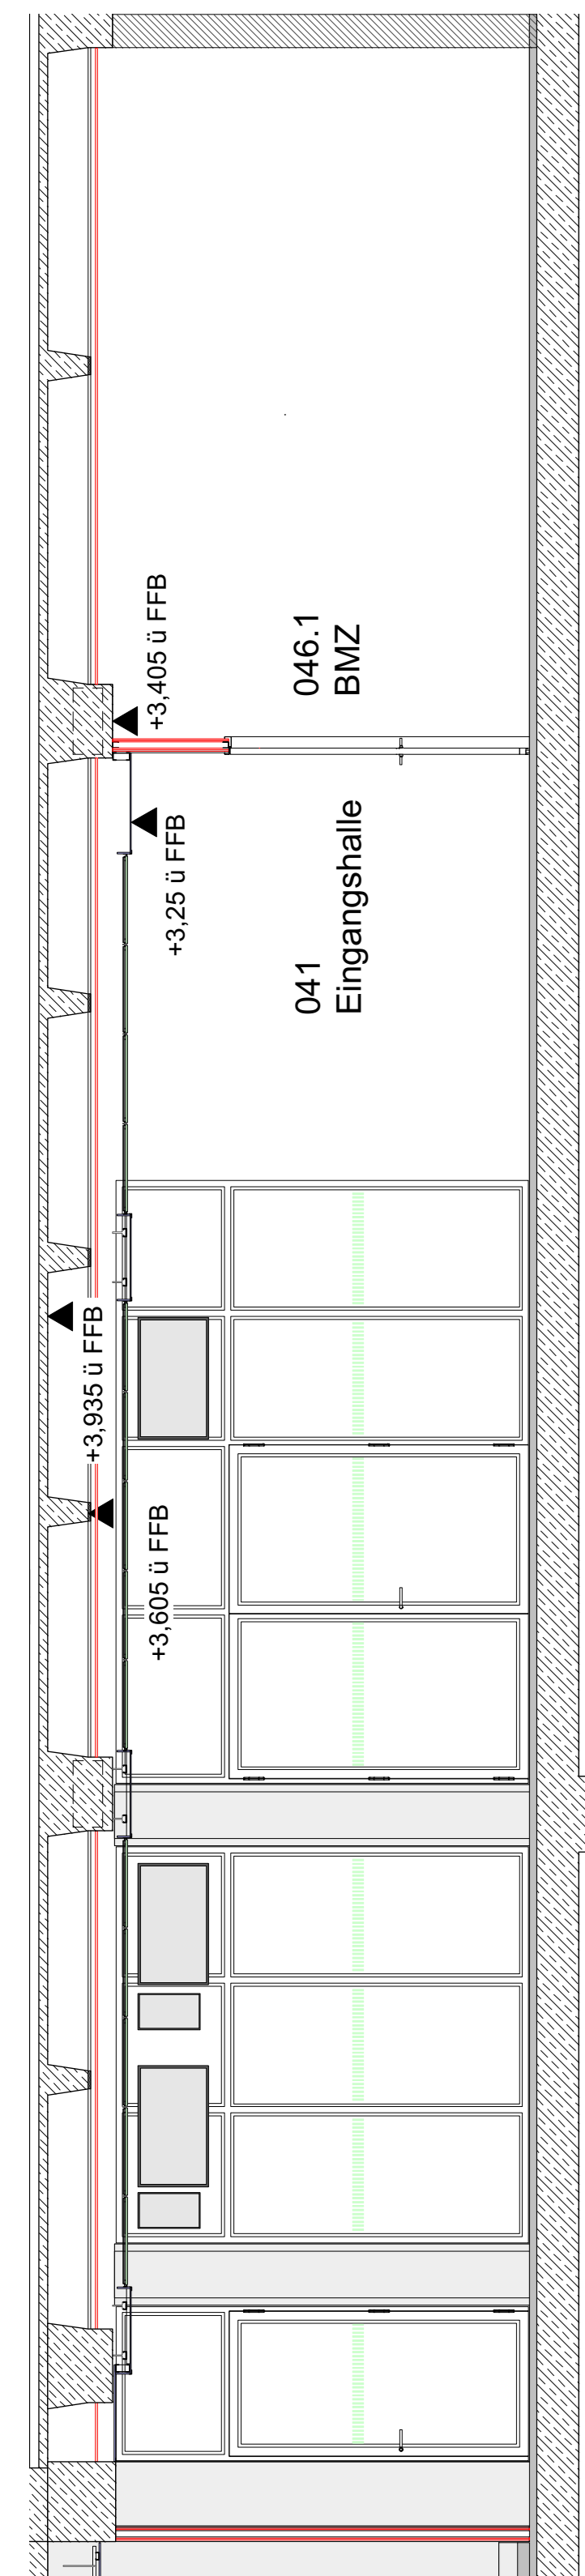 +3,405 ü FFB
046.1
BMZ
+3,25 ü FFB
041
Eingangshalle
+3,935 ü FFB
+3,605 ü FFB